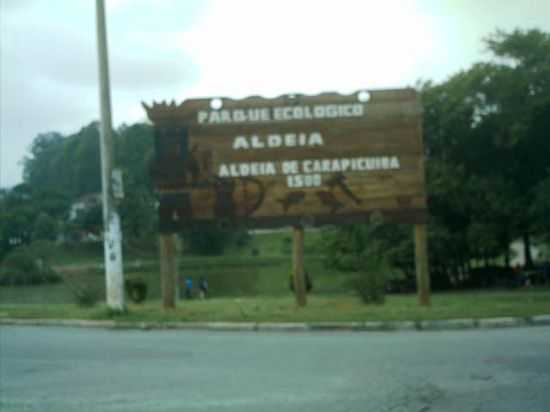 PARQUE ECOLOGICO
ALDEIA
ALDEIA DE CARAPICUIBA
1580